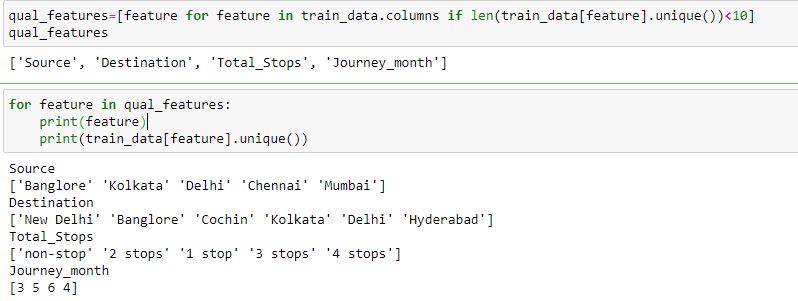 qual_features=[feature for feature in train_data.columns if len(train_data[feature].unique())<10]
qual_features
['Source', 'Destination', 'Total_Stops', 'Journey_month']
for feature in qual_features:
    print(feature)
    print(train_data[feature].unique())
Source
['Banglore' 'Kolkata' 'Delhi' 'Chennai' 'Mumbai']
Destination
['New Delhi' 'Banglore' 'Cochin' 'Kolkata' 'Delhi' 'Hyderabad']
Total_Stops
['non-stop' '2 stops' '1 stop' '3 stops' '4 stops']
Journey_month
[3 5 6 4]